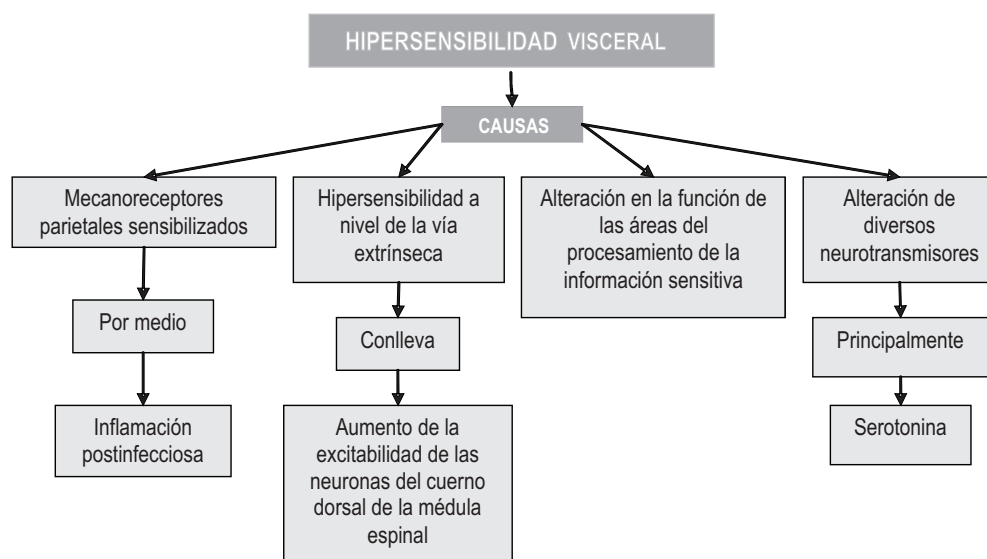 HIPERSENSIBILIDAD VISCERAL
CAUSAS
Mecanoreceptores
parietales sensibilizados
Por medio
Inflamación
postinfecciosa
Hipersensibilidad a
nivel de la vía
extrínseca
Conlleva
Aumento de la
excitabilidad de las
neuronas del cuerno
dorsal de la médula
espinal
Alteración en la función de
las áreas del
procesamiento de la
información sensitiva
Alteración de
diversos
neurotransmisores
Principalmente
Serotonina